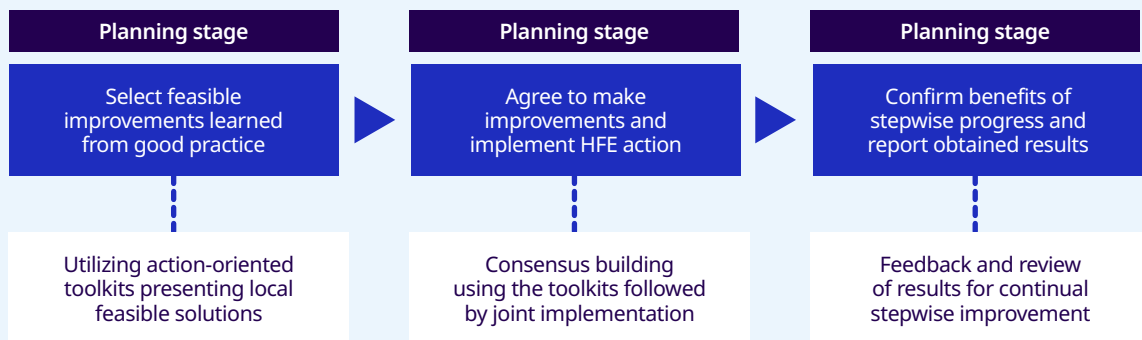 Planning stage
Select feasible
improvements learned
from good practice
Utilizing action-oriented
toolkits presenting local
feasible solutions
Planning stage
Agree to make
improvements and
implement HFE action
Consensus building
using the toolkits followed
by joint implementation
Planning stage
Confirm benefits of
stepwise progress and
report obtained results
Feedback and review
of results for continual
stepwise improvement